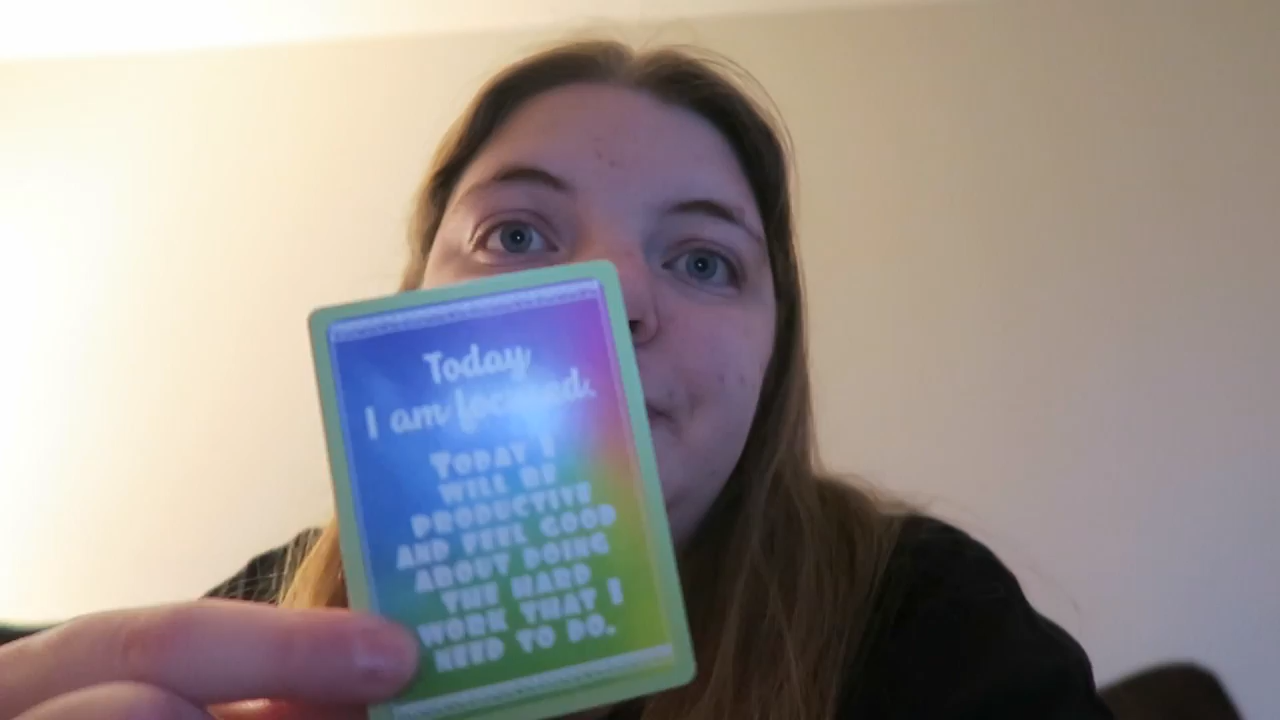 Today
I am focused.
TODAY I
WILL BE
PRODUCTIVE
AND FEEL GOOD
ABOUT DOING
THE HARD
WORK THAT I
NEED TO DO.